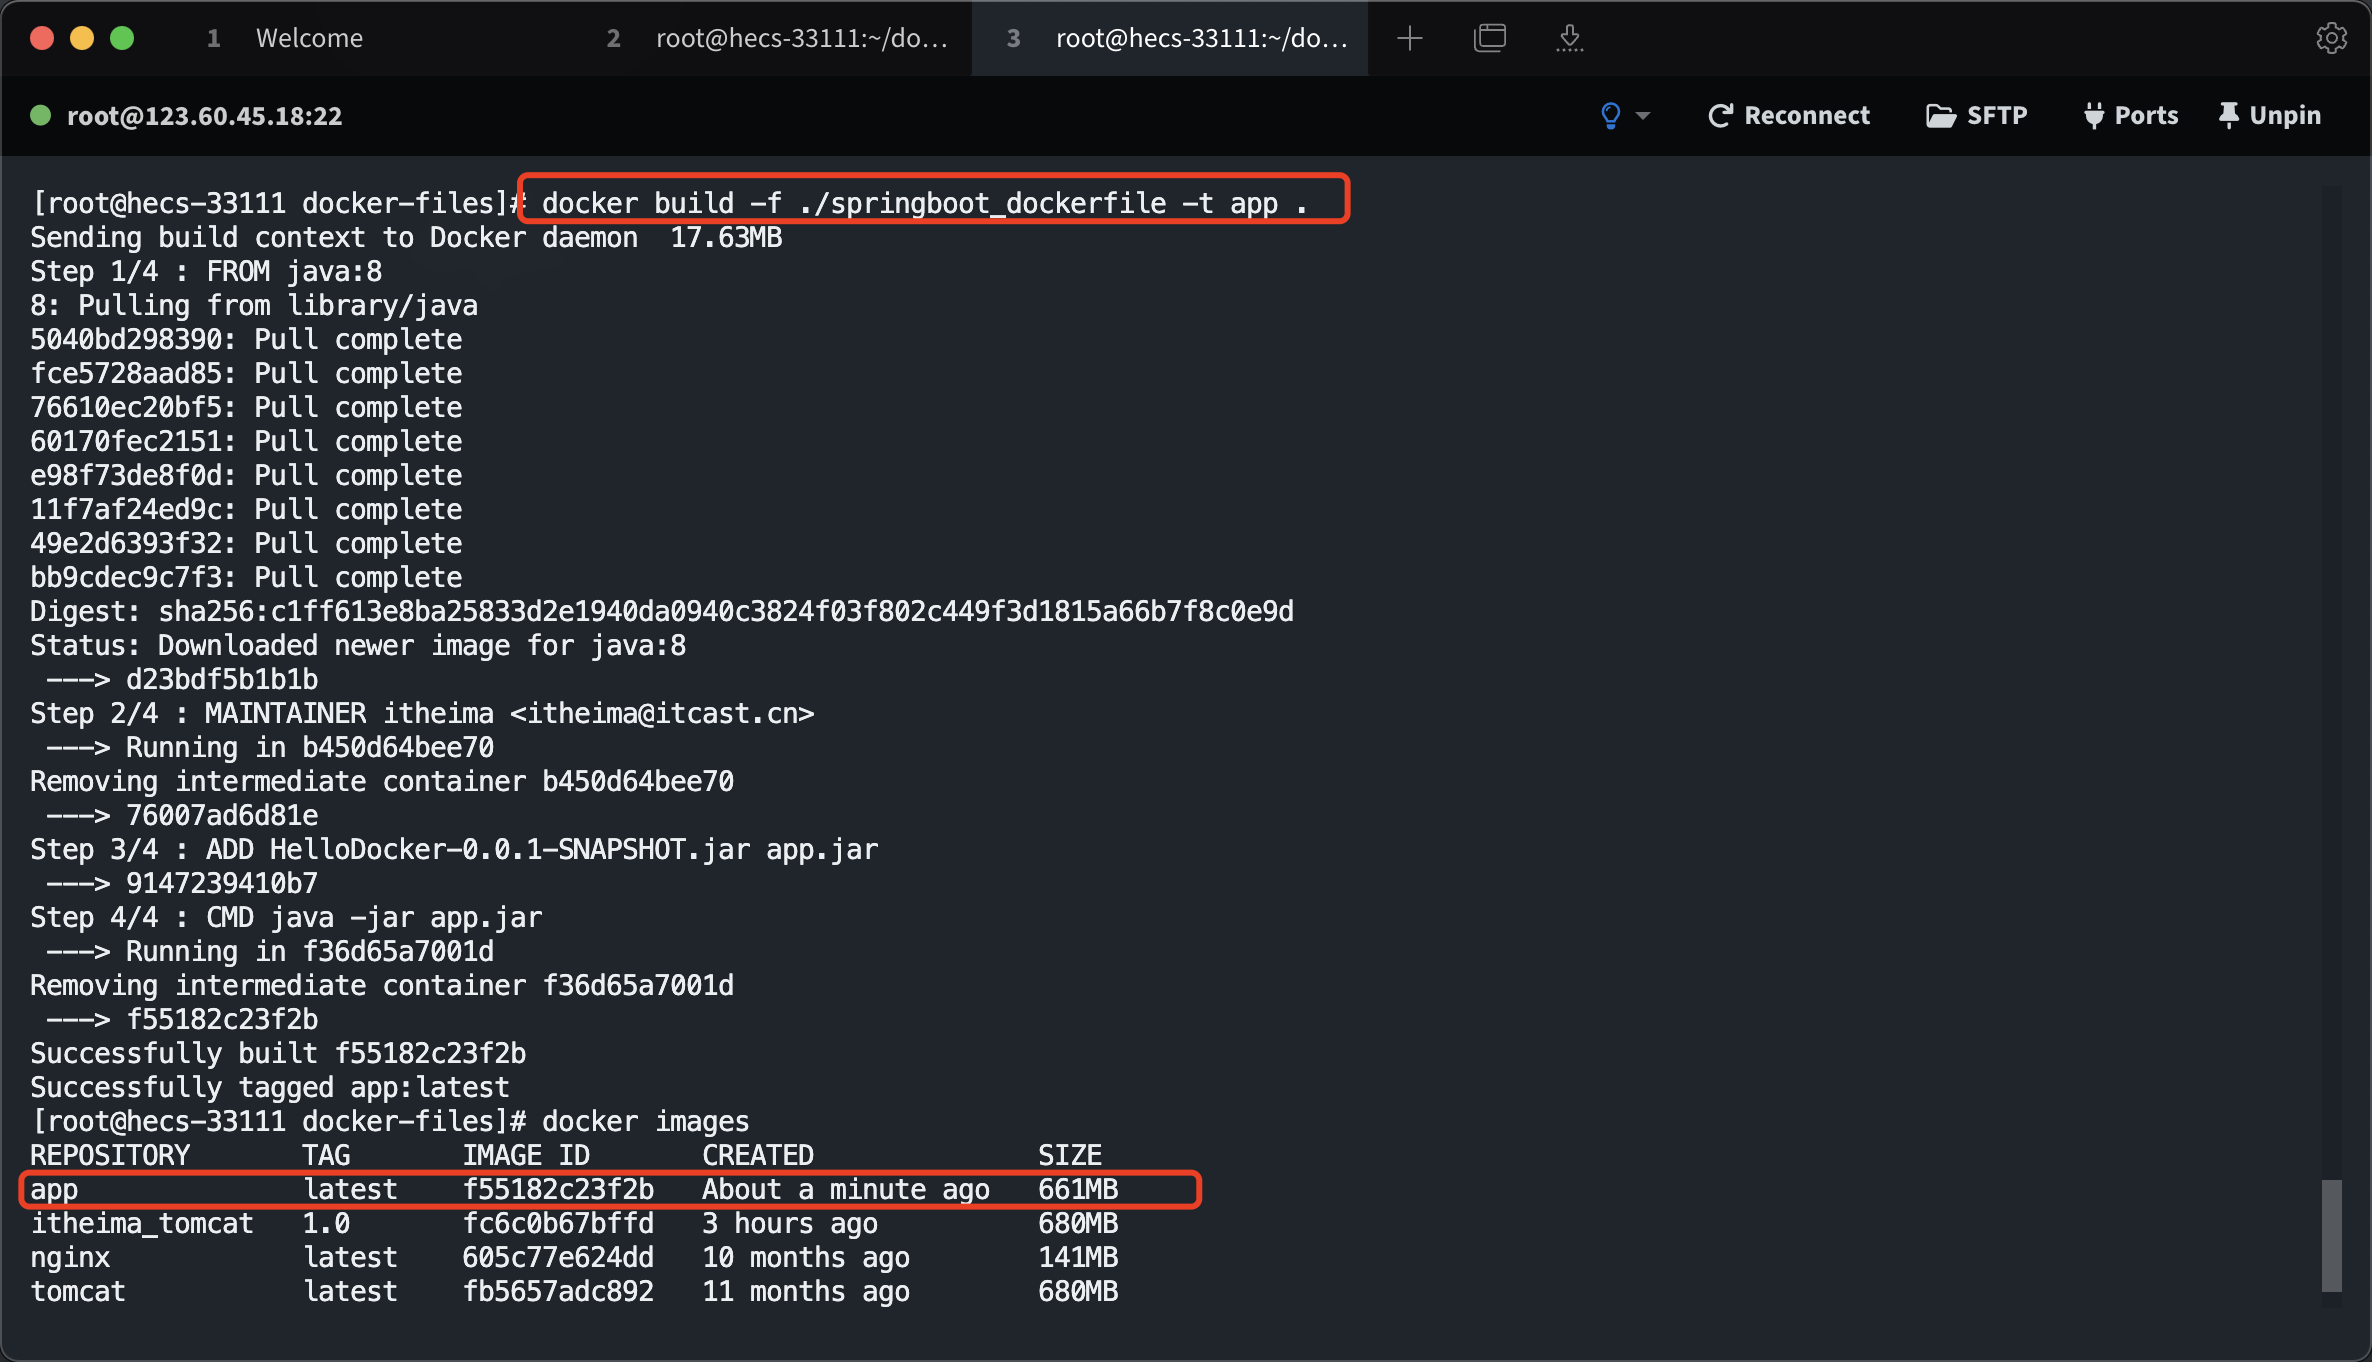 1 Welcome 2 root@hecs-33111:~/do... 3 root@hecs-33111:~/do...
root@123.60.45.18:22 Reconnect SFTP Ports Unpin
[root@hecs-33111 docker-files]# docker build -f ./springboot_dockerfile -t app .
Sending build context to Docker daemon  17.63MB
Step 1/4 : FROM java:8
8: Pulling from library/java
5040bd298390: Pull complete
fce5728aad85: Pull complete
76610ec20bf5: Pull complete
60170fec2151: Pull complete
e98f73de8f0d: Pull complete
11f7af24ed9c: Pull complete
49e2d6393f32: Pull complete
bb9cdec9c7f3: Pull complete
Digest: sha256:c1ff613e8ba25833d2e1940da0940c3824f03f802c449f3d1815a66b7f8c0e9d
Status: Downloaded newer image for java:8
 ---> d23bdf5b1b1b
Step 2/4 : MAINTAINER itheima <itheima@itcast.cn>
 ---> Running in b450d64bee70
Removing intermediate container b450d64bee70
 ---> 76007ad6d81e
Step 3/4 : ADD HelloDocker-0.0.1-SNAPSHOT.jar app.jar
 ---> 9147239410b7
Step 4/4 : CMD java -jar app.jar
 ---> Running in f36d65a7001d
Removing intermediate container f36d65a7001d
 ---> f55182c23f2b
Successfully built f55182c23f2b
Successfully tagged app:latest
[root@hecs-33111 docker-files]# docker images
REPOSITORY       TAG       IMAGE ID       CREATED              SIZE
app              latest    f55182c23f2b   About a minute ago   661MB
itheima_tomcat   1.0       fc6c0b67bffd   3 hours ago          680MB
nginx            latest    605c77e624dd   10 months ago        141MB
tomcat           latest    fb5657adc892   11 months ago        680MB